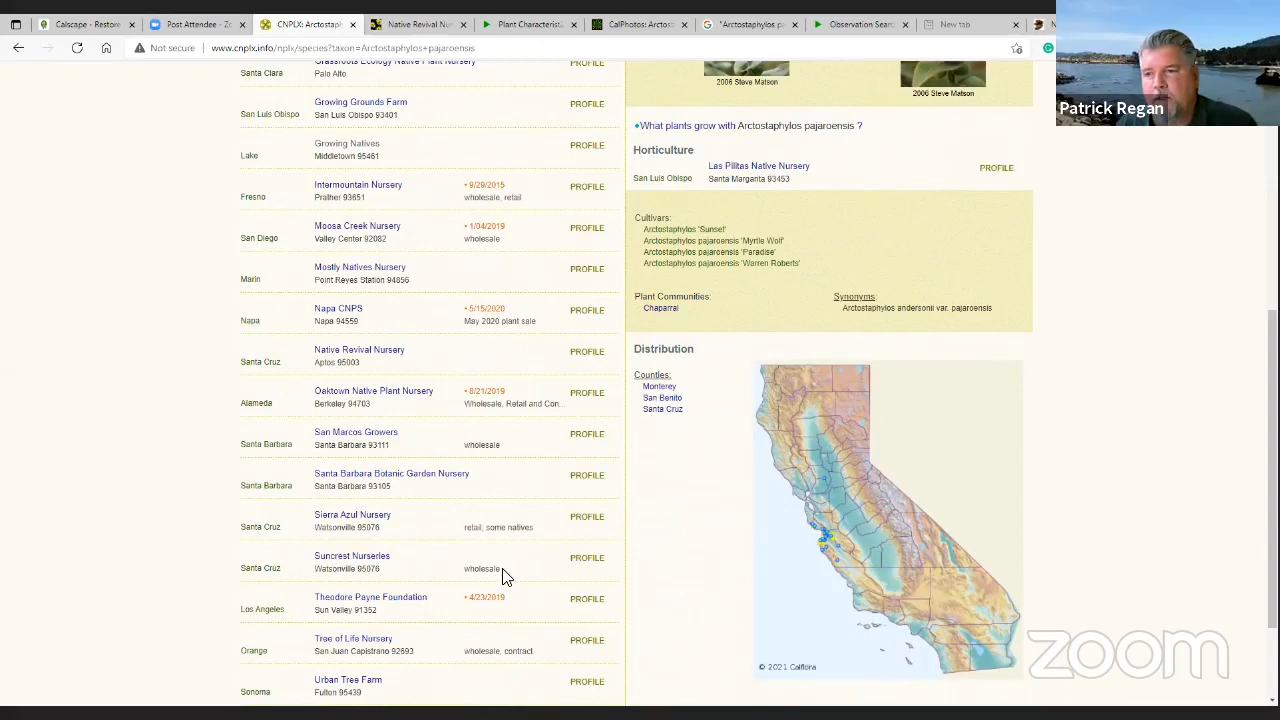 Calscape - Restore
Post Attendee - Zo
CNPLX: Arctostaph
Native Revival Nur
Plant Characterist
CalPhotos: Arctost
"Arctostaphylos pa
Observation Searc
New tab
Not secure
www.cnplx.info/nplx/species?taxon=Arctostaphylos+pajaroensis
Patrick Regan
Grassroots Ecology Native Plant Nursery
PROFILE
Santa Clara
Palo Alto
Growing Grounds Farm
PROFILE
San Luis Obispo
San Luis Obispo 93401
Growing Natives
PROFILE
Lake
Middletown 95461
Intermountain Nursery
• 9/29/2015
PROFILE
Fresno
Prather 93651
wholesale, retail
Moosa Creek Nursery
• 1/04/2019
PROFILE
San Diego
Valley Center 92082
wholesale
Mostly Natives Nursery
PROFILE
Marin
Point Reyes Station 94956
Napa CNPS
• 5/15/2020
PROFILE
Napa
Napa 94559
May 2020 plant sale
Native Revival Nursery
PROFILE
Santa Cruz
Aptos 95003
Oaktown Native Plant Nursery
• 8/21/2019
PROFILE
Alameda
Berkeley 94703
Wholesale, Retail and Con...
San Marcos Growers
PROFILE
Santa Barbara
Santa Barbara 93111
wholesale
Santa Barbara Botanic Garden Nursery
PROFILE
Santa Barbara
Santa Barbara 93105
Sierra Azul Nursery
PROFILE
Santa Cruz
Watsonville 95076
retail; some natives
Suncrest Nurseries
PROFILE
Santa Cruz
Watsonville 95076
wholesale
Theodore Payne Foundation
• 4/23/2019
PROFILE
Los Angeles
Sun Valley 91352
Tree of Life Nursery
PROFILE
Orange
San Juan Capistrano 92693
wholesale, contract
Urban Tree Farm
PROFILE
Sonoma
Fulton 95439
2006 Steve Matson
2006 Steve Matson
What plants grow with Arctostaphylos pajaroensis ?
Horticulture
Las Pilitas Native Nursery
PROFILE
San Luis Obispo
Santa Margarita 93453
Cultivars:
Arctostaphylos 'Sunset'
Arctostaphylos pajaroensis 'Myrtle Wolf'
Arctostaphylos pajaroensis 'Paradise'
Arctostaphylos pajaroensis 'Warren Roberts'
Plant Communities:
Chaparral
Synonyms:
Arctostaphylos andersonii var. pajaroensis
Distribution
Counties:
Monterey
San Benito
Santa Cruz
© 2021 Calflora
zoom